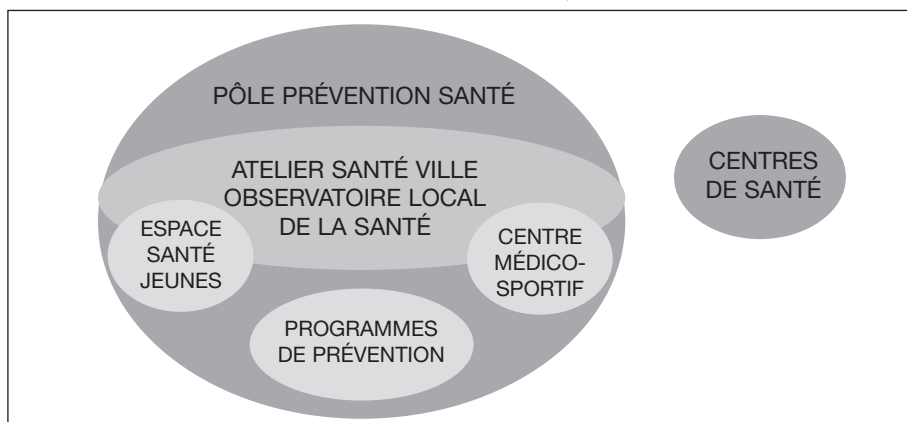 PÔLE PRÉVENTION SANTÉ
ATELIER SANTÉ VILLE
OBSERVATOIRE LOCAL
DE LA SANTÉ
ESPACE
SANTÉ
JEUNES
CENTRE
MÉDICO-
SPORTIF
PROGRAMMES
DE PRÉVENTION
CENTRES
DE SANTÉ